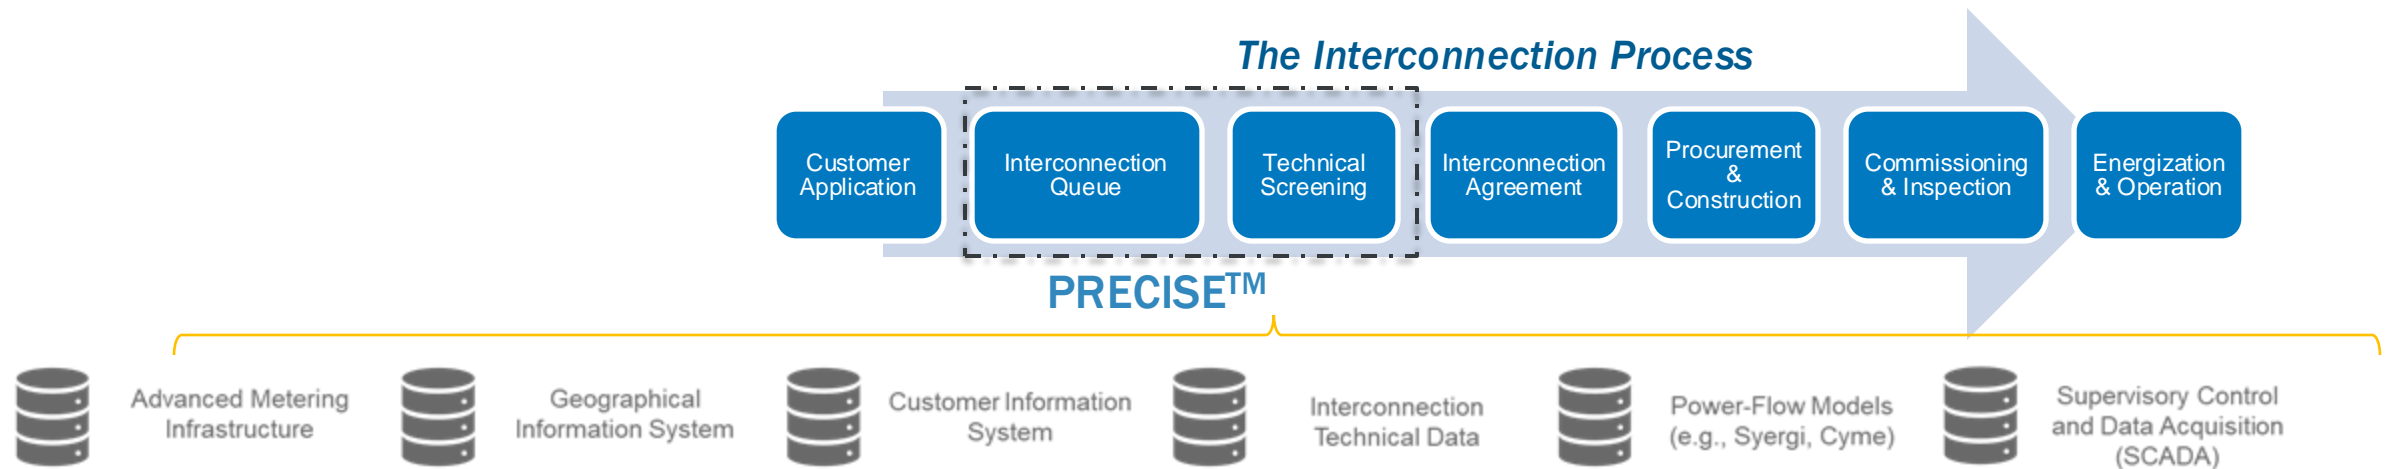 The Interconnection Process
Customer
Application
Interconnection
Queue
Technical
Screening
Interconnection
Agreement
Procurement
&
Construction
Commissioning
& Inspection
Energization
& Operation
PRECISE™
Advanced Metering
Infrastructure
Geographical
Information System
Customer Information
System
Interconnection
Technical Data
Power-Flow Models
(e.g., Syergi, Cyme)
Supervisory Control
and Data Acquisition
(SCADA)